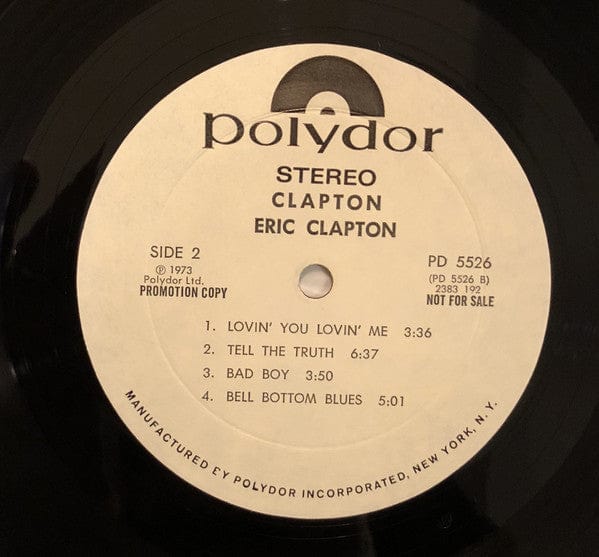 polydor
STEREO
CLAPTON
ERIC CLAPTON
SIDE 2
℗ 1973
Polydor Ltd.
PROMOTION COPY
PD 5526
(PD 5526 B)
2383 192
NOT FOR SALE
1. LOVIN' YOU LOVIN' ME 3:36
2. TELL THE TRUTH 6:37
3. BAD BOY 3:50
4. BELL BOTTOM BLUES 5:01
MANUFACTURED BY POLYDOR INCORPORATED, NEW YORK, N.Y.